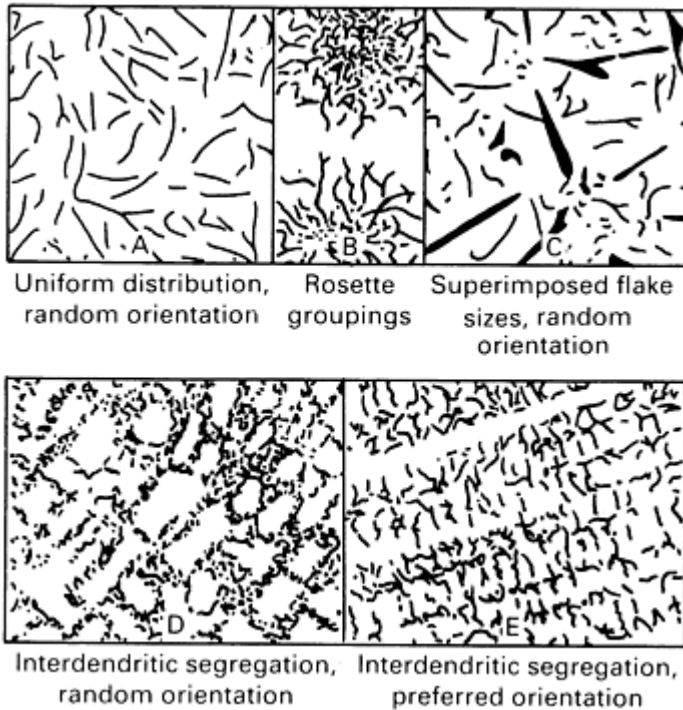 A
B
C
Uniform distribution,
random orientation
Rosette
groupings
Superimposed flake
sizes, random
orientation
D
E
Interdendritic segregation,
random orientation
Interdendritic segregation,
preferred orientation